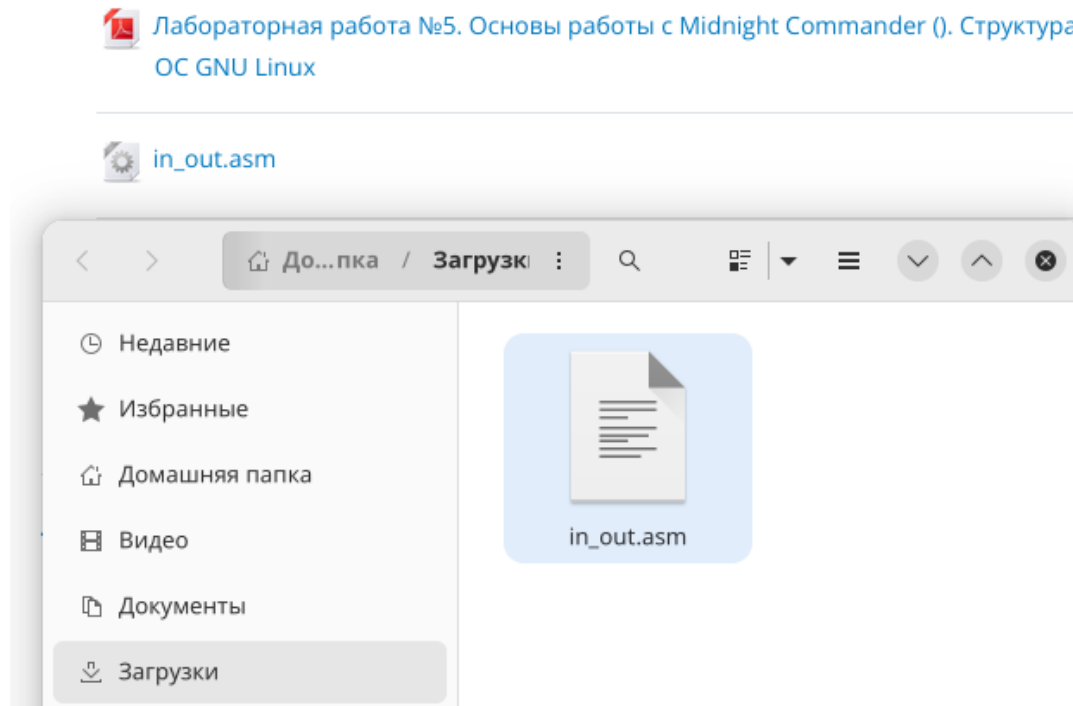 Лабораторная работа №5. Основы работы с Midnight Commander (). Структура
ОС GNU Linux
in_out.asm
До...пка / Загрузк
Недавние
Избранные
Домашняя папка
in_out.asm
Видео
Документы
Загрузки